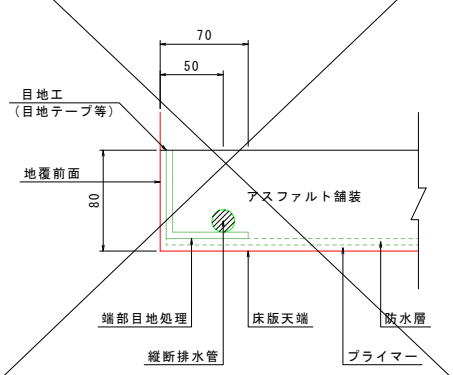 70
50
目地工
(目地テープ等)
地覆前面
80
アスファルト舗装
端部目地処理
床版天端
防水層
縦断排水管
プライマー